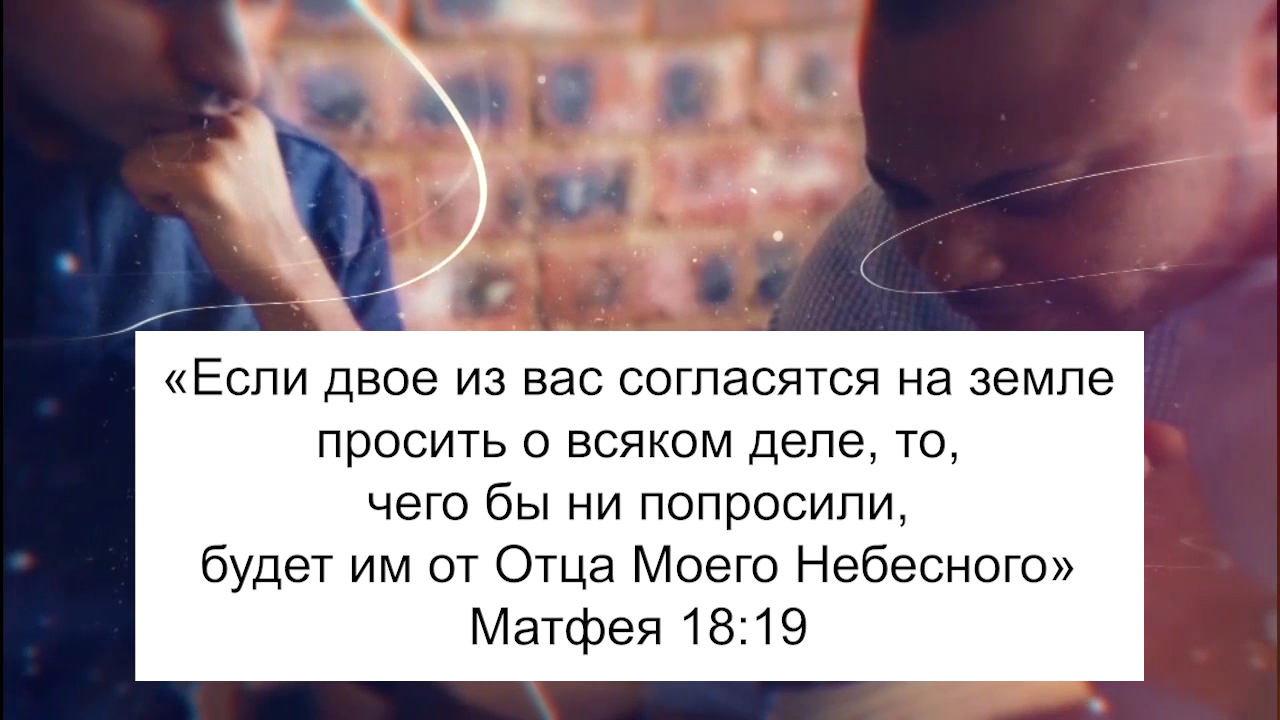 «Если двое из вас согласятся на земле
просить о всяком деле, то,
чего бы ни попросили,
будет им от Отца Моего Небесного»
Матфея 18:19